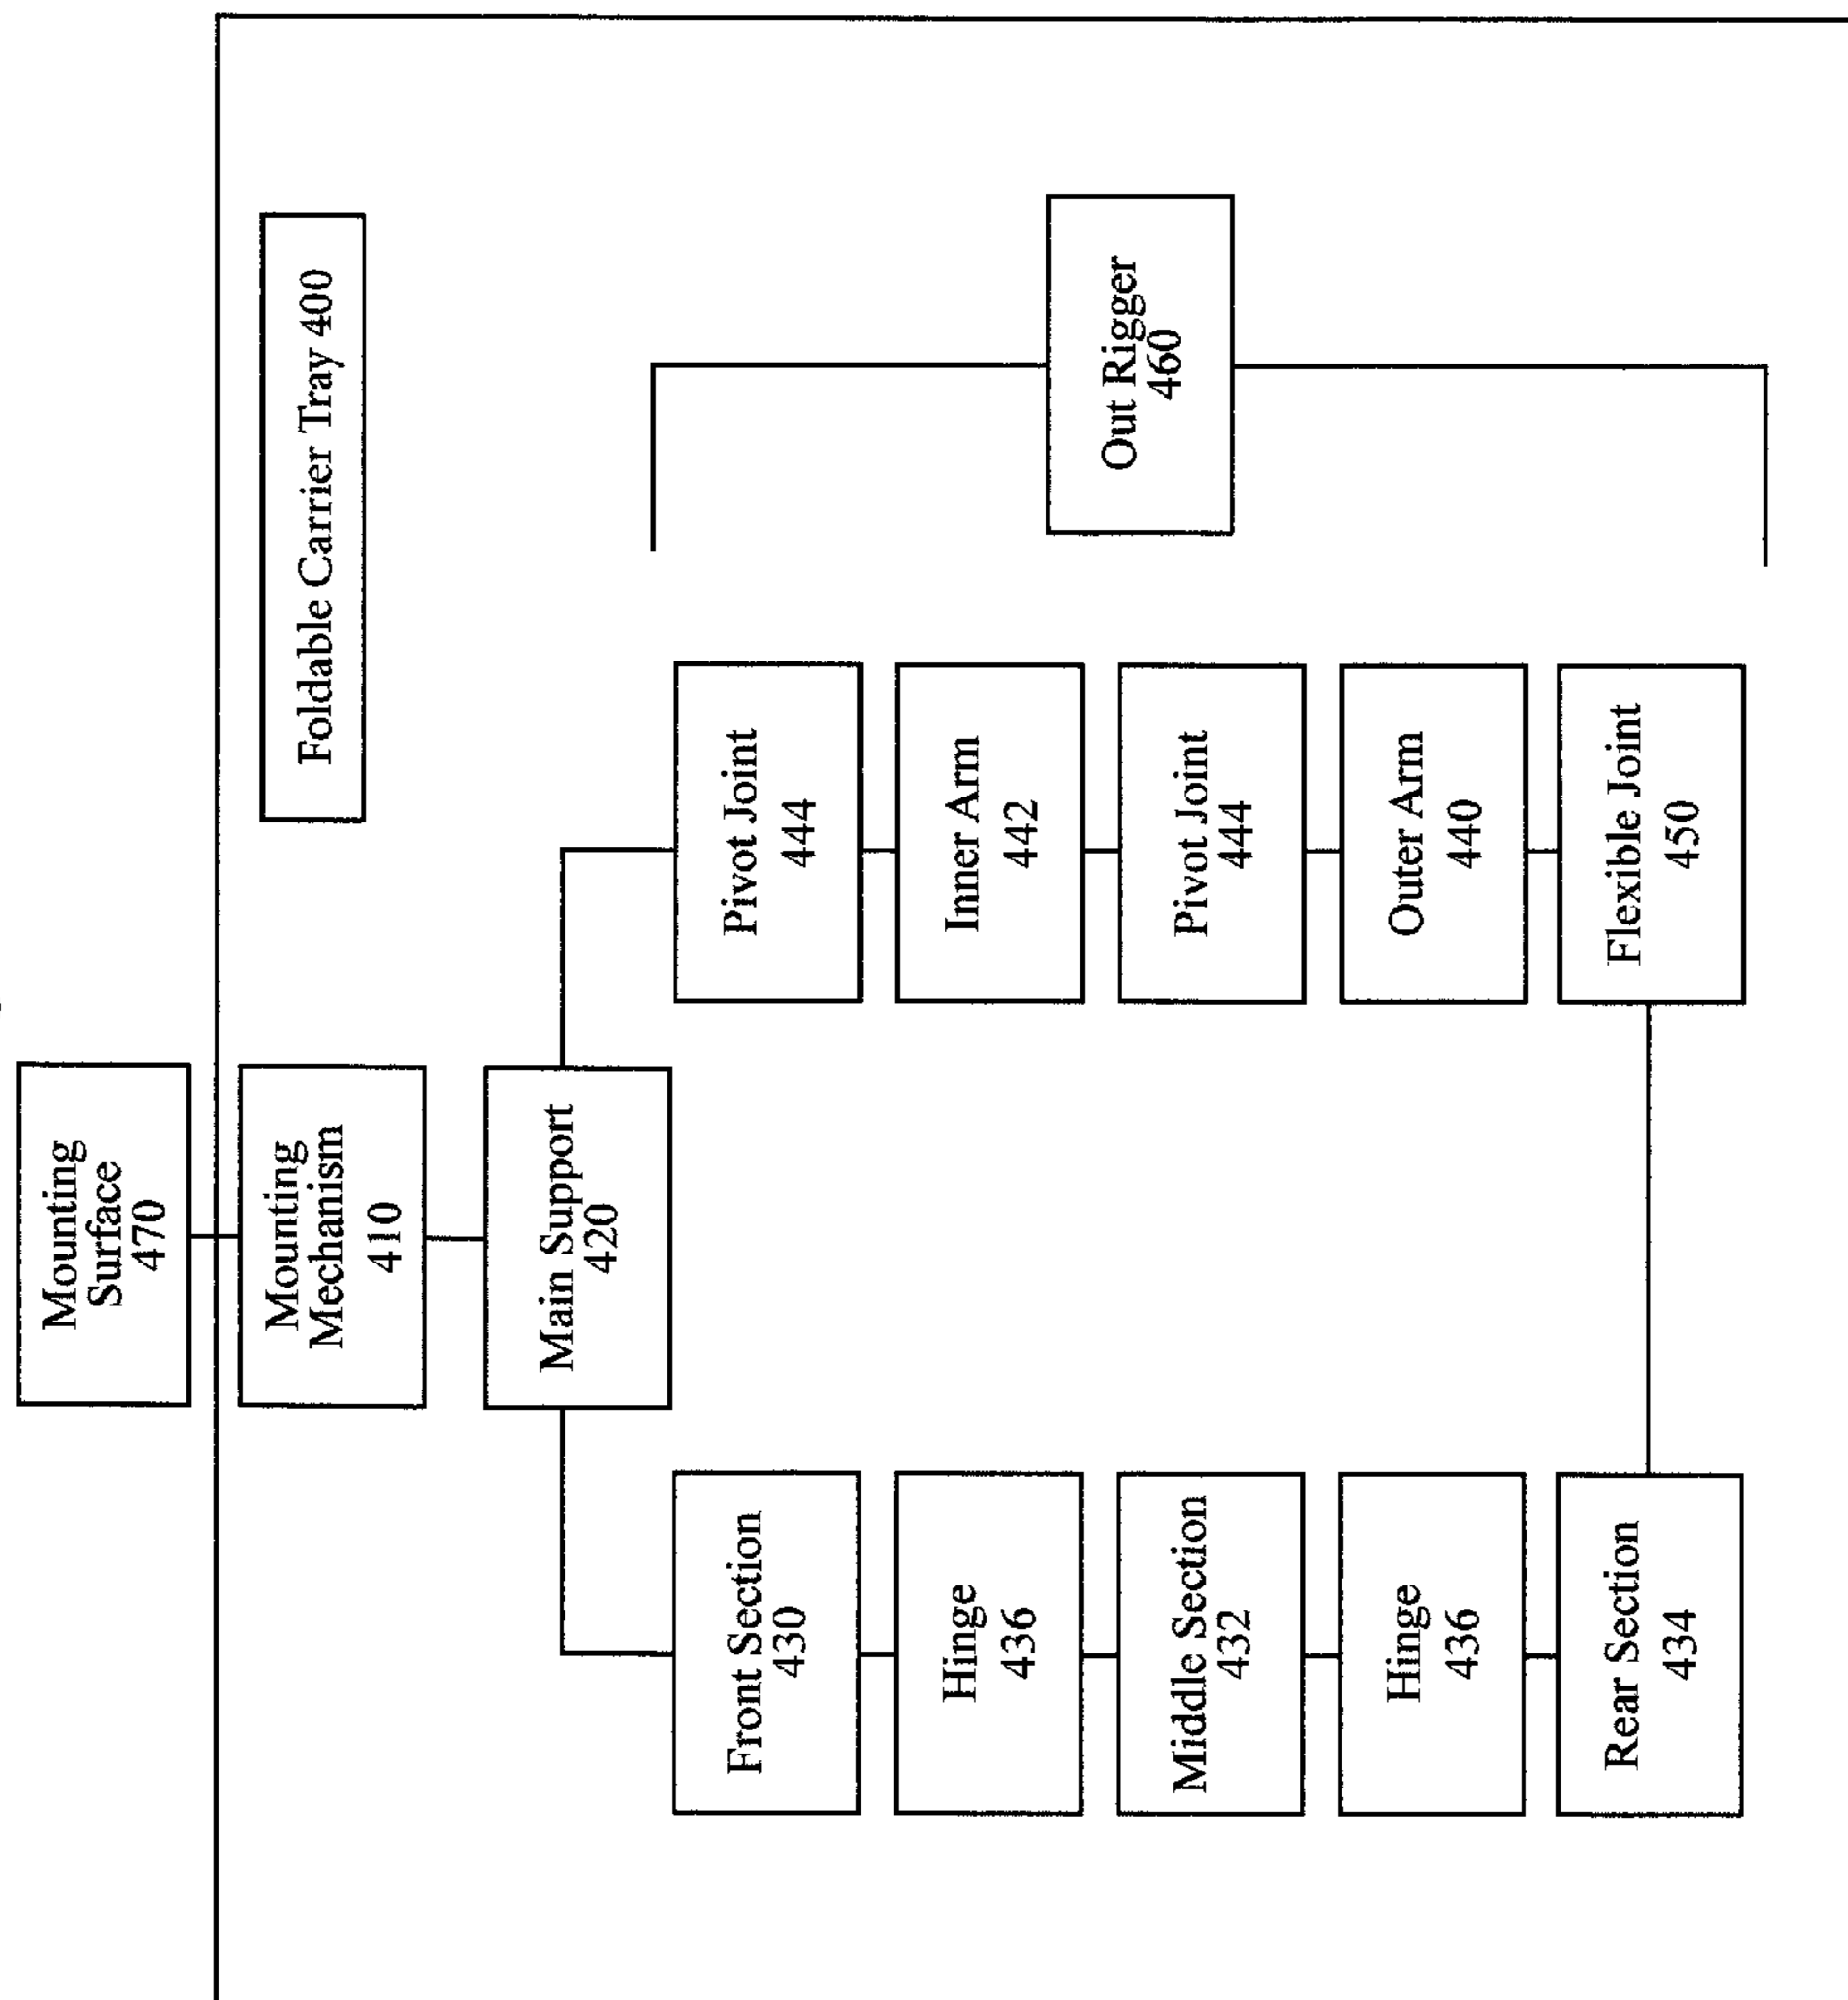 Mounting
Surface
470
Foldable Carrier Tray 400
Mounting
Mechanism
410
Main Support
420
Front Section
430
Hinge
436
Middle Section
432
Hinge
436
Rear Section
434
Pivot Joint
444
Inner Arm
442
Pivot Joint
444
Outer Arm
440
Flexible Joint
450
Out Rigger
460